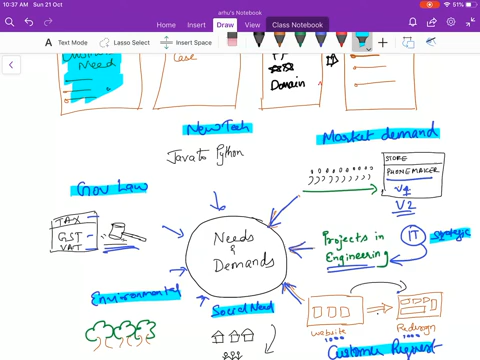 10:37 AM Sun 21 Oct
51%
arhu's Notebook
Home Insert Draw View Class Notebook
A Text Mode Lasso Select Insert Space
Need
Case
Domain
New Tech
Java to Python
Market demand
STORE
PHONEMAKER
V1
V2
Gov Law
TAX
GST
VAT
Needs
&
Demands
Projects in
Engineering
IT
strategic
Environmental
Social Need
website
1000
Redesign
1000
Customer Request